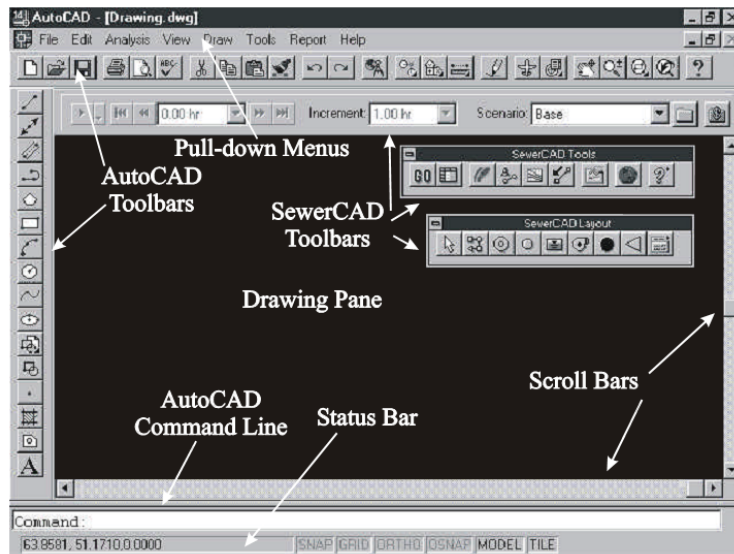 AutoCAD - [Drawing.dwg]
File Edit Analysis View Draw Tools Report Help
ABC
?
0.00 hr Increment: 1.00 hr Scenario: Base
Pull-down Menus
SewerCAD Tools
GO ?
AutoCAD
Toolbars
SewerCAD
Toolbars
SewerCAD Layout
Drawing Pane
Scroll Bars
AutoCAD
Command Line
Status Bar
A
Command:
63.8581, 51.1710,0.0000 SNAP GRID ORTHO OSNAP MODEL TILE